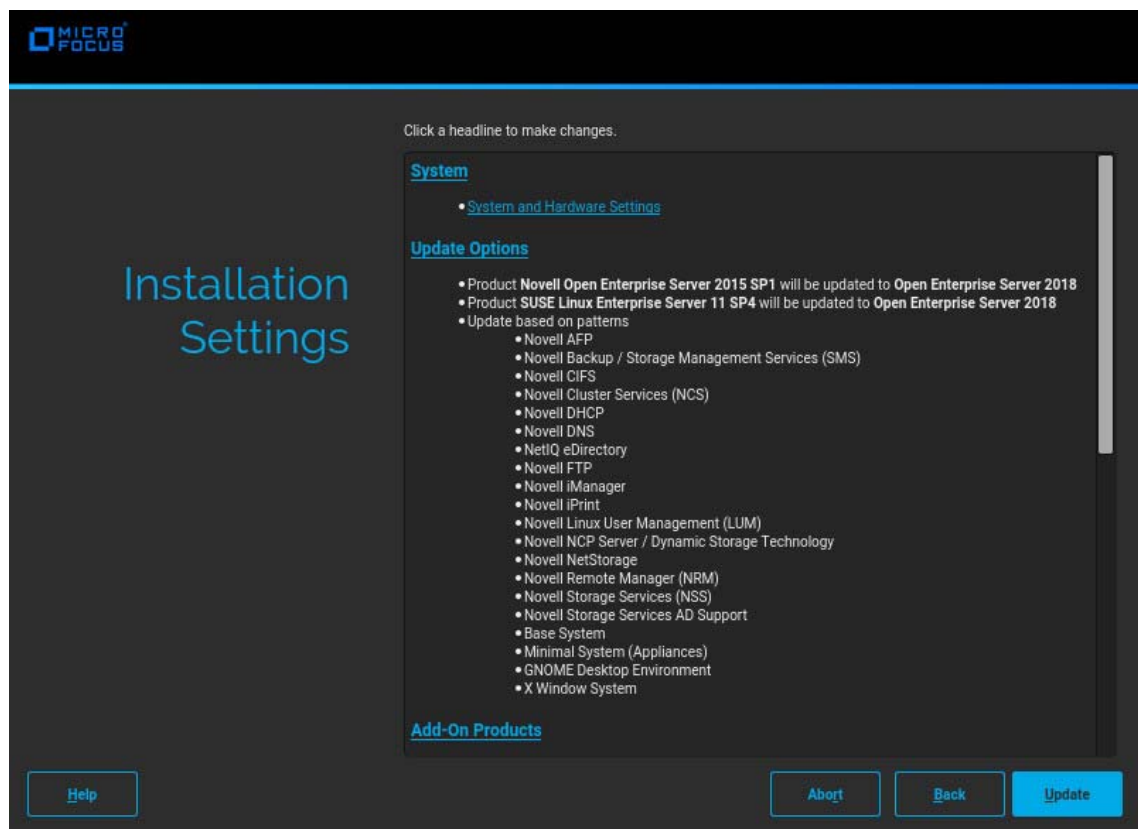 MICRO
FOCUS
Click a headline to make changes.
System
•System and Hardware Settings
Update Options
•Product Novell Open Enterprise Server 2015 SP1 will be updated to Open Enterprise Server 2018
•Product SUSE Linux Enterprise Server 11 SP4 will be updated to Open Enterprise Server 2018
•Update based on patterns
•Novell AFP
•Novell Backup / Storage Management Services (SMS)
•Novell CIFS
•Novell Cluster Services (NCS)
•Novell DHCP
•Novell DNS
•NetIQ eDirectory
•Novell FTP
•Novell iManager
•Novell iPrint
•Novell Linux User Management (LUM)
•Novell NCP Server / Dynamic Storage Technology
•Novell NetStorage
•Novell Remote Manager (NRM)
•Novell Storage Services (NSS)
•Novell Storage Services AD Support
•Base System
•Minimal System (Appliances)
•GNOME Desktop Environment
•X Window System
Add-On Products
Installation
Settings
Help
Abort
Back
Update